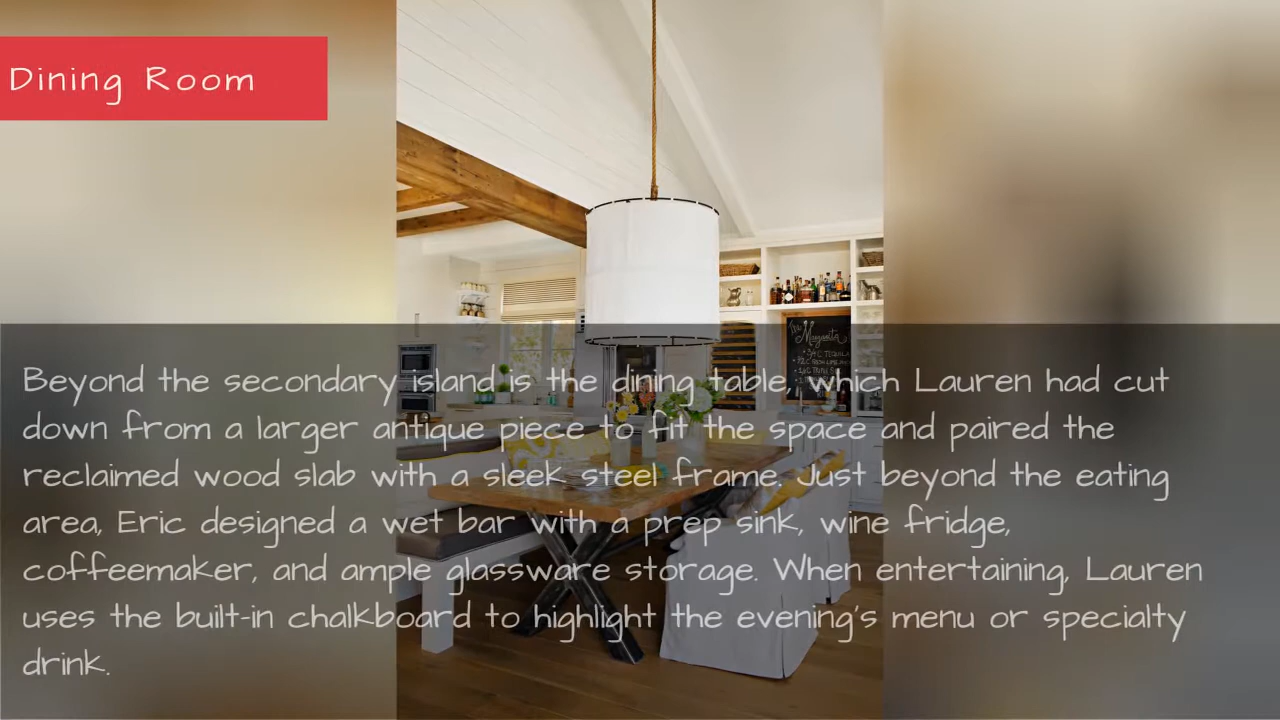 Dining Room
Beyond the secondary island is the dining table, which Lauren had cut
down from a larger antique piece to fit the space and paired the
reclaimed wood slab with a sleek steel frame. Just beyond the eating
area, Eric designed a wet bar with a prep sink, wine fridge,
coffeemaker, and ample glassware storage. When entertaining, Lauren
uses the built-in chalkboard to highlight the evening's menu or specialty
drink.
Margarita